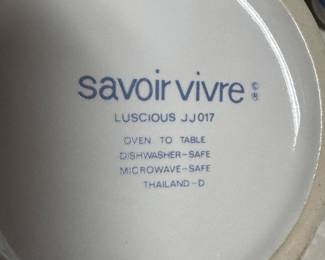 savoir vivre ©®
LUSCIOUS JJ017
OVEN TO TABLE
DISHWASHER-SAFE
MICROWAVE-SAFE
THAILAND-D